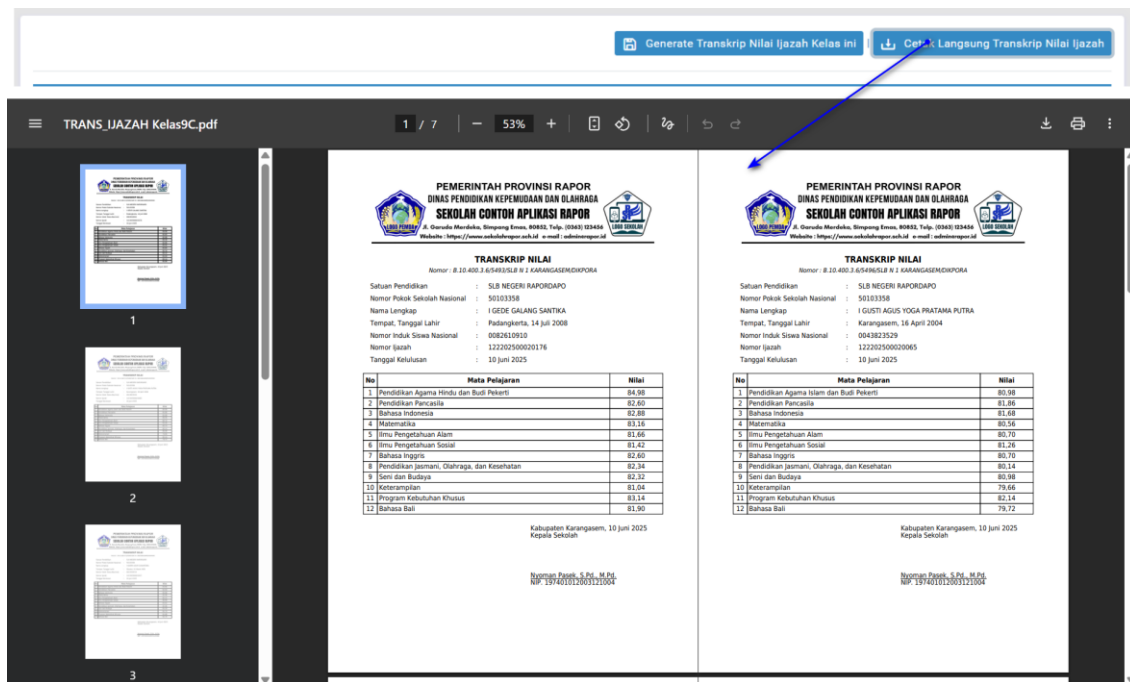 Generate Transkrip Nilai Ijazah Kelas ini | Cetak Langsung Transkrip Nilai Ijazah
TRANS_IJAZAH Kelas9C.pdf
1 / 7
53%
1
2
3
PEMERINTAH PROVINSI RAPOR
DINAS PENDIDIKAN KEPEMUDAAN DAN OLAHRAGA
SEKOLAH CONTOH APLIKASI RAPOR
Jl. Garuda Merdeka, Simpang Emas, 80852, Telp. (0363) 123456
Website : https://www.sekolahrapor.sch.id e-mail : adminerapor.id
LOGO PEMDA
LOGO SEKOLAH
TRANSKRIP NILAI
Nomor : B.10.400.3.6/5493/SLB N 1 KARANGASEM/DIKPORA
Satuan Pendidikan : SLB NEGERI RAPORDAPO
Nomor Pokok Sekolah Nasional : 50103358
Nama Lengkap : I GEDE GALANG SANTIKA
Tempat, Tanggal Lahir : Padangkerta, 14 Juli 2008
Nomor Induk Siswa Nasional : 0082610910
Nomor Ijazah : 122202500020176
Tanggal Kelulusan : 10 Juni 2025
No Mata Pelajaran Nilai
1 Pendidikan Agama Hindu dan Budi Pekerti 84,98
2 Pendidikan Pancasila 82,60
3 Bahasa Indonesia 82,88
4 Matematika 83,16
5 Ilmu Pengetahuan Alam 81,66
6 Ilmu Pengetahuan Sosial 81,42
7 Bahasa Inggris 82,60
8 Pendidikan Jasmani, Olahraga, dan Kesehatan 82,34
9 Seni dan Budaya 82,32
10 Keterampilan 81,04
11 Program Kebutuhan Khusus 83,14
12 Bahasa Bali 81,90
Kabupaten Karangasem, 10 Juni 2025
Kepala Sekolah
Nyoman Pasek, S.Pd., M.Pd.
NIP. 197401012003121004
PEMERINTAH PROVINSI RAPOR
DINAS PENDIDIKAN KEPEMUDAAN DAN OLAHRAGA
SEKOLAH CONTOH APLIKASI RAPOR
Jl. Garuda Merdeka, Simpang Emas, 80852, Telp. (0363) 123456
Website : https://www.sekolahrapor.sch.id e-mail : adminerapor.id
LOGO PEMDA
LOGO SEKOLAH
TRANSKRIP NILAI
Nomor : B.10.400.3.6/5496/SLB N 1 KARANGASEM/DIKPORA
Satuan Pendidikan : SLB NEGERI RAPORDAPO
Nomor Pokok Sekolah Nasional : 50103358
Nama Lengkap : I GUSTI AGUS YOGA PRATAMA PUTRA
Tempat, Tanggal Lahir : Karangasem, 16 April 2004
Nomor Induk Siswa Nasional : 0043823529
Nomor Ijazah : 122202500020065
Tanggal Kelulusan : 10 Juni 2025
No Mata Pelajaran Nilai
1 Pendidikan Agama Islam dan Budi Pekerti 80,98
2 Pendidikan Pancasila 81,86
3 Bahasa Indonesia 81,68
4 Matematika 80,56
5 Ilmu Pengetahuan Alam 80,70
6 Ilmu Pengetahuan Sosial 81,26
7 Bahasa Inggris 80,70
8 Pendidikan Jasmani, Olahraga, dan Kesehatan 80,14
9 Seni dan Budaya 80,98
10 Keterampilan 79,66
11 Program Kebutuhan Khusus 82,14
12 Bahasa Bali 79,72
Kabupaten Karangasem, 10 Juni 2025
Kepala Sekolah
Nyoman Pasek, S.Pd., M.Pd.
NIP. 197401012003121004